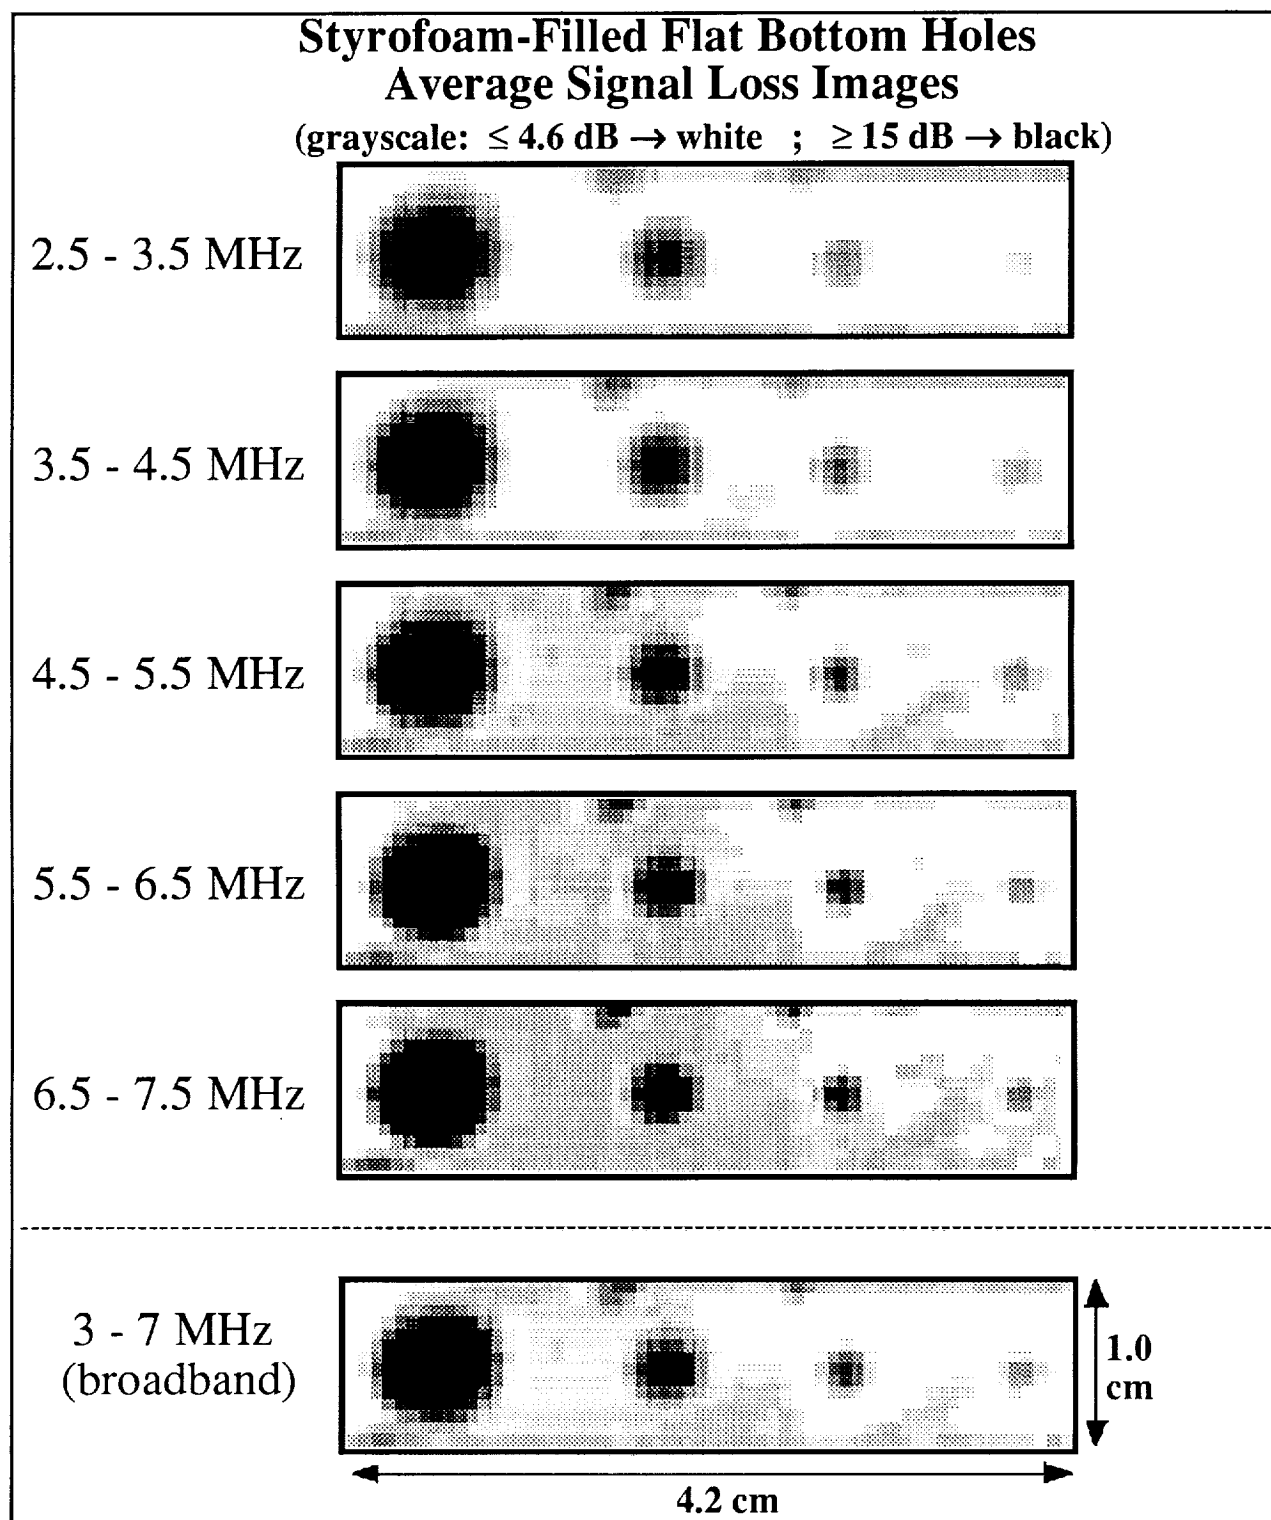 Styrofoam-Filled Flat Bottom Holes
Average Signal Loss Images
(grayscale: ≤ 4.6 dB → white ; ≥ 15 dB → black)
2.5 - 3.5 MHz
3.5 - 4.5 MHz
4.5 - 5.5 MHz
5.5 - 6.5 MHz
6.5 - 7.5 MHz
3 - 7 MHz
(broadband)
1.0
cm
4.2 cm